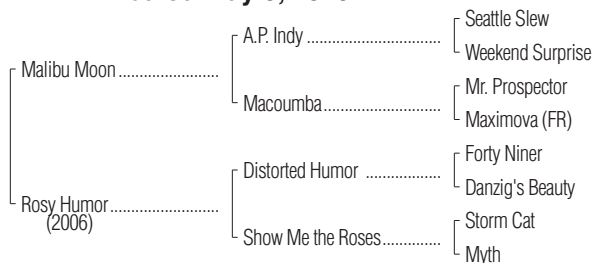 Seattle Slew
A.P. Indy
Weekend Surprise
Malibu Moon
Mr. Prospector
Macoumba
Maximova (FR)
Forty Niner
Distorted Humor
Danzig's Beauty
Rosy Humor
(2006)
Storm Cat
Show Me the Roses
Myth